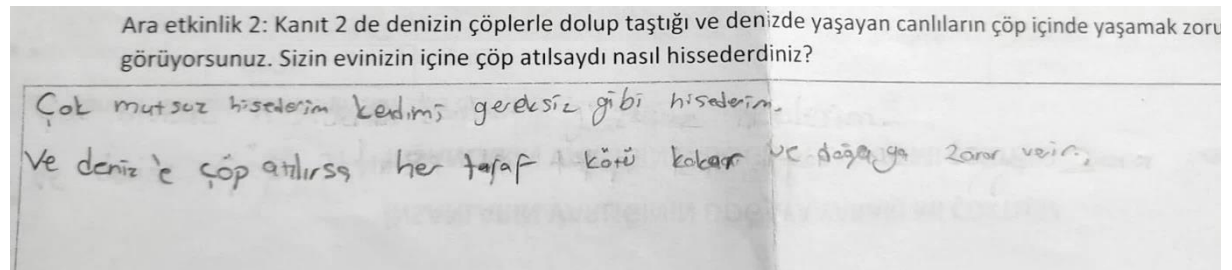 Ara etkinlik 2: Kanıt 2 de denizin çöplerle dolup taştığı ve denizde yaşayan canlıların çöp içinde yaşamak zoru
görüyorsunuz. Sizin evinizin içine çöp atılsaydı nasıl hissederdiniz?
Çok mutsuz hisederim kendimi gereksiz gibi hisederim.
Ve deniz'e çöp atılırsa her taraf kötü kokar ve doğaya zarar verir.